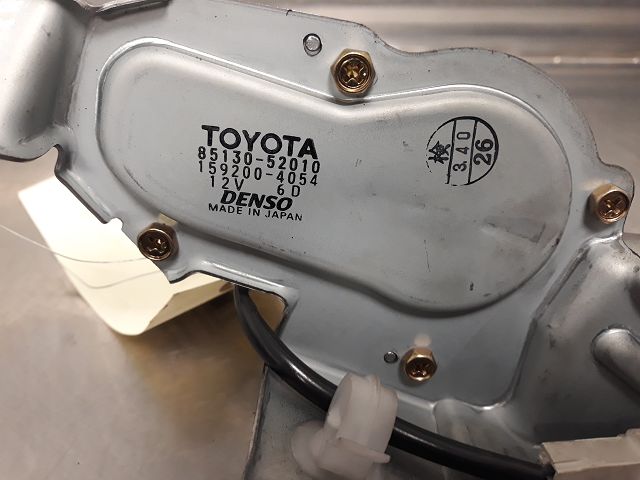 TOYOTA
85130-52010
159200-4054
12V 6D
DENSO
MADE IN JAPAN
検
3.40
26